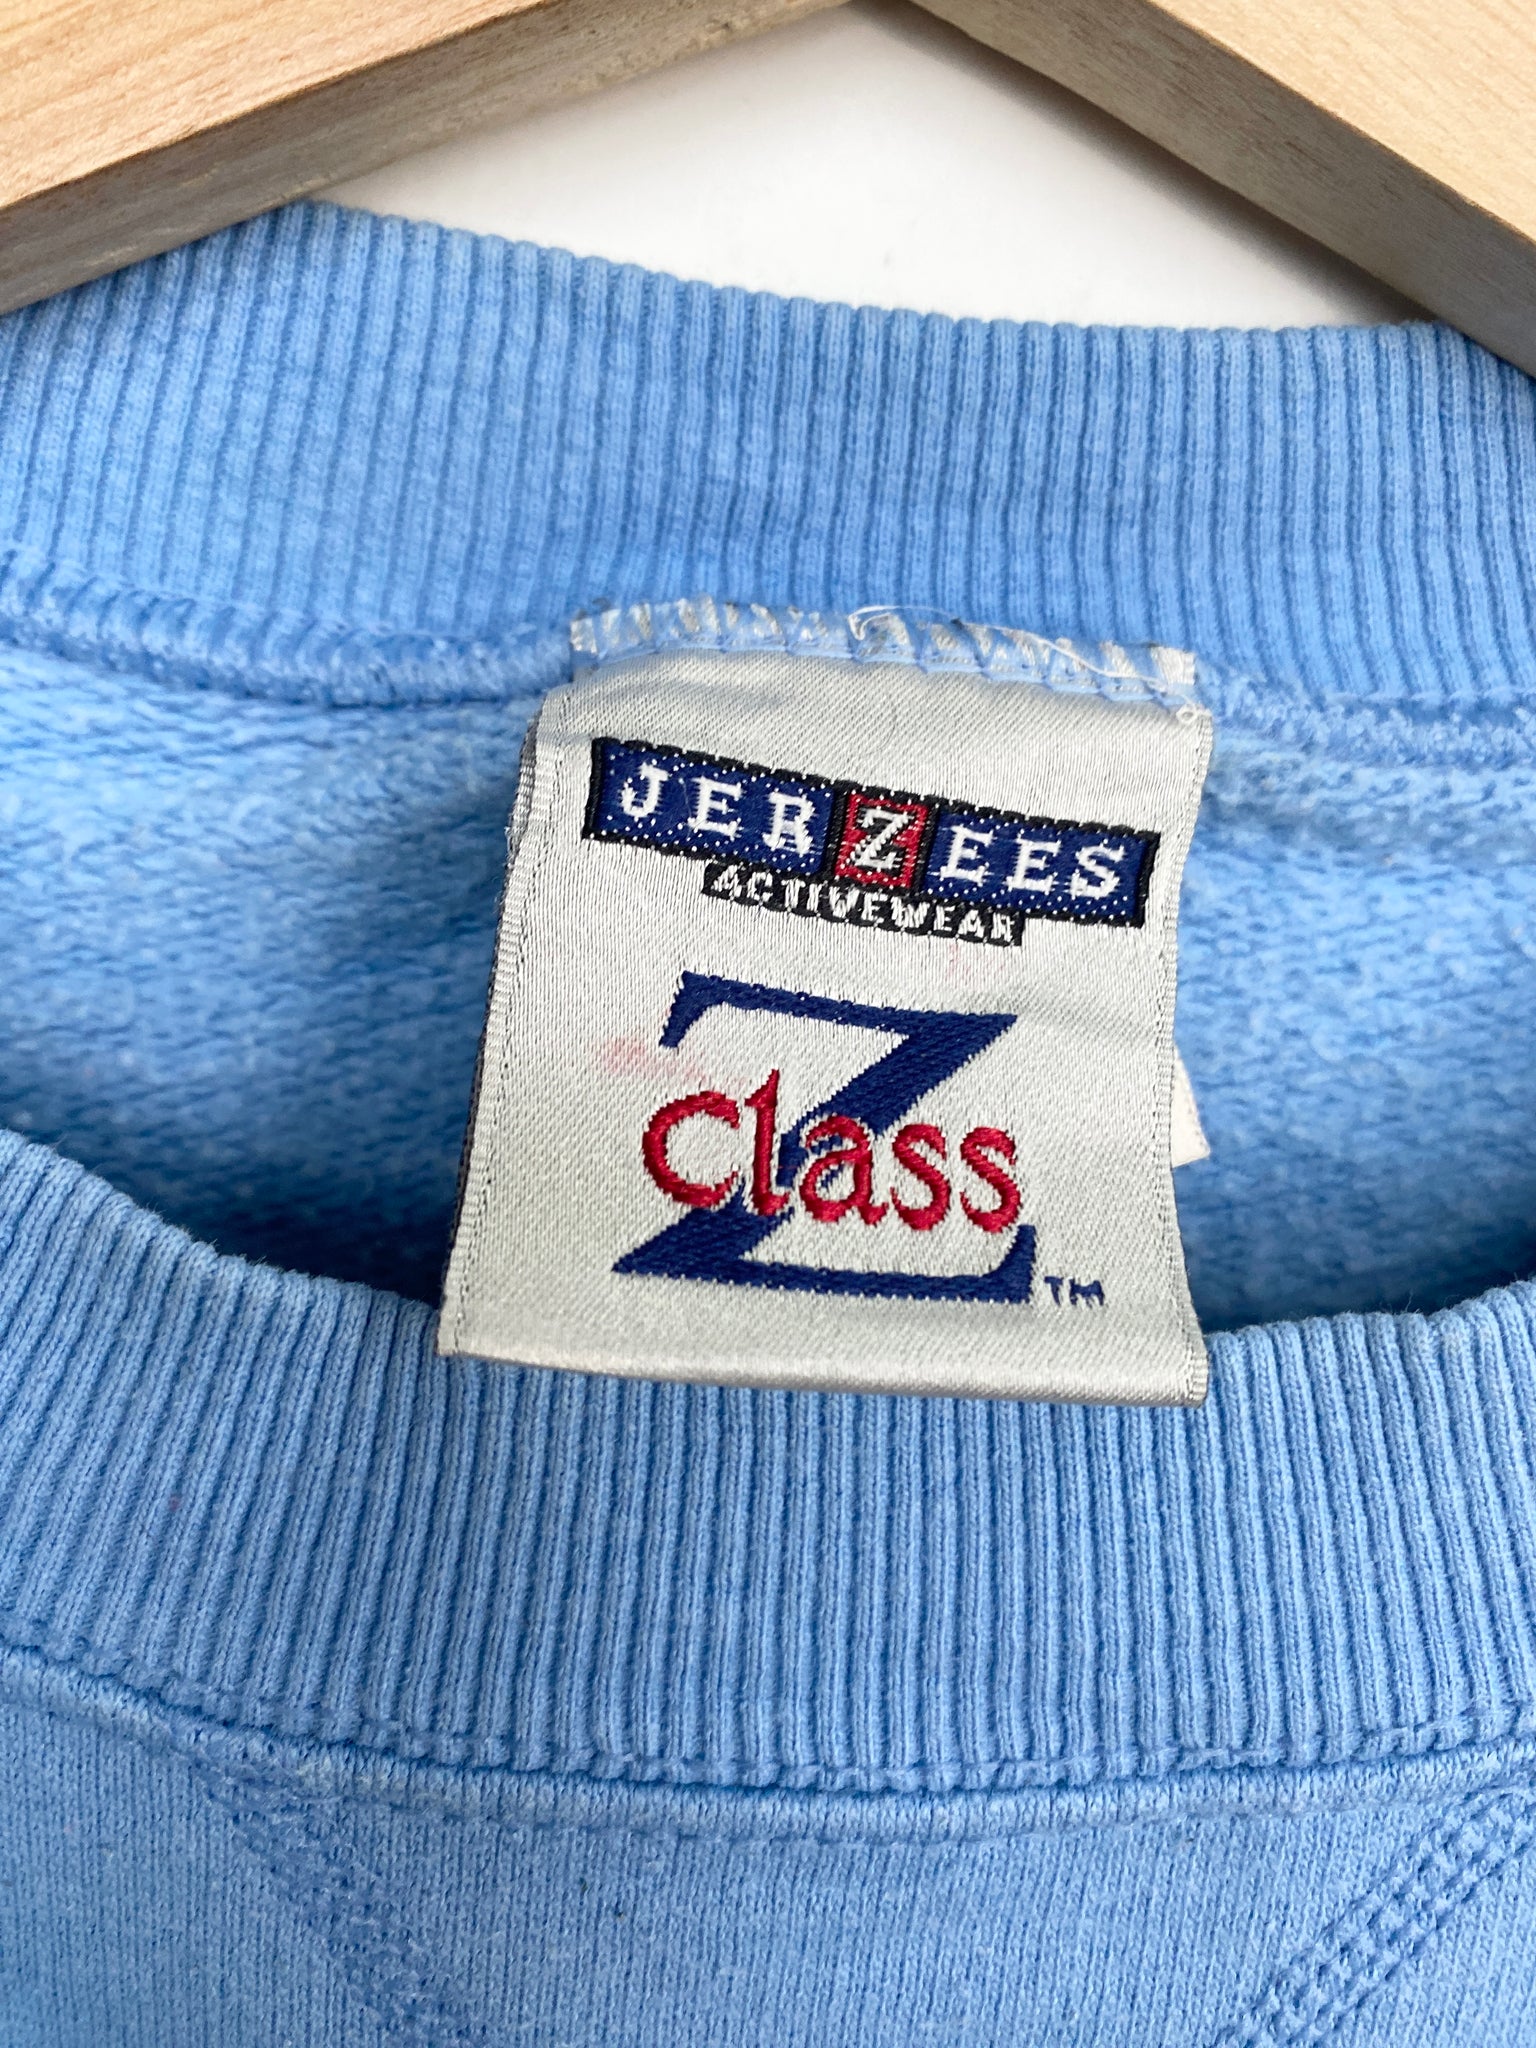 JERZEES
ACTIVEWEAR
Z
class
TM